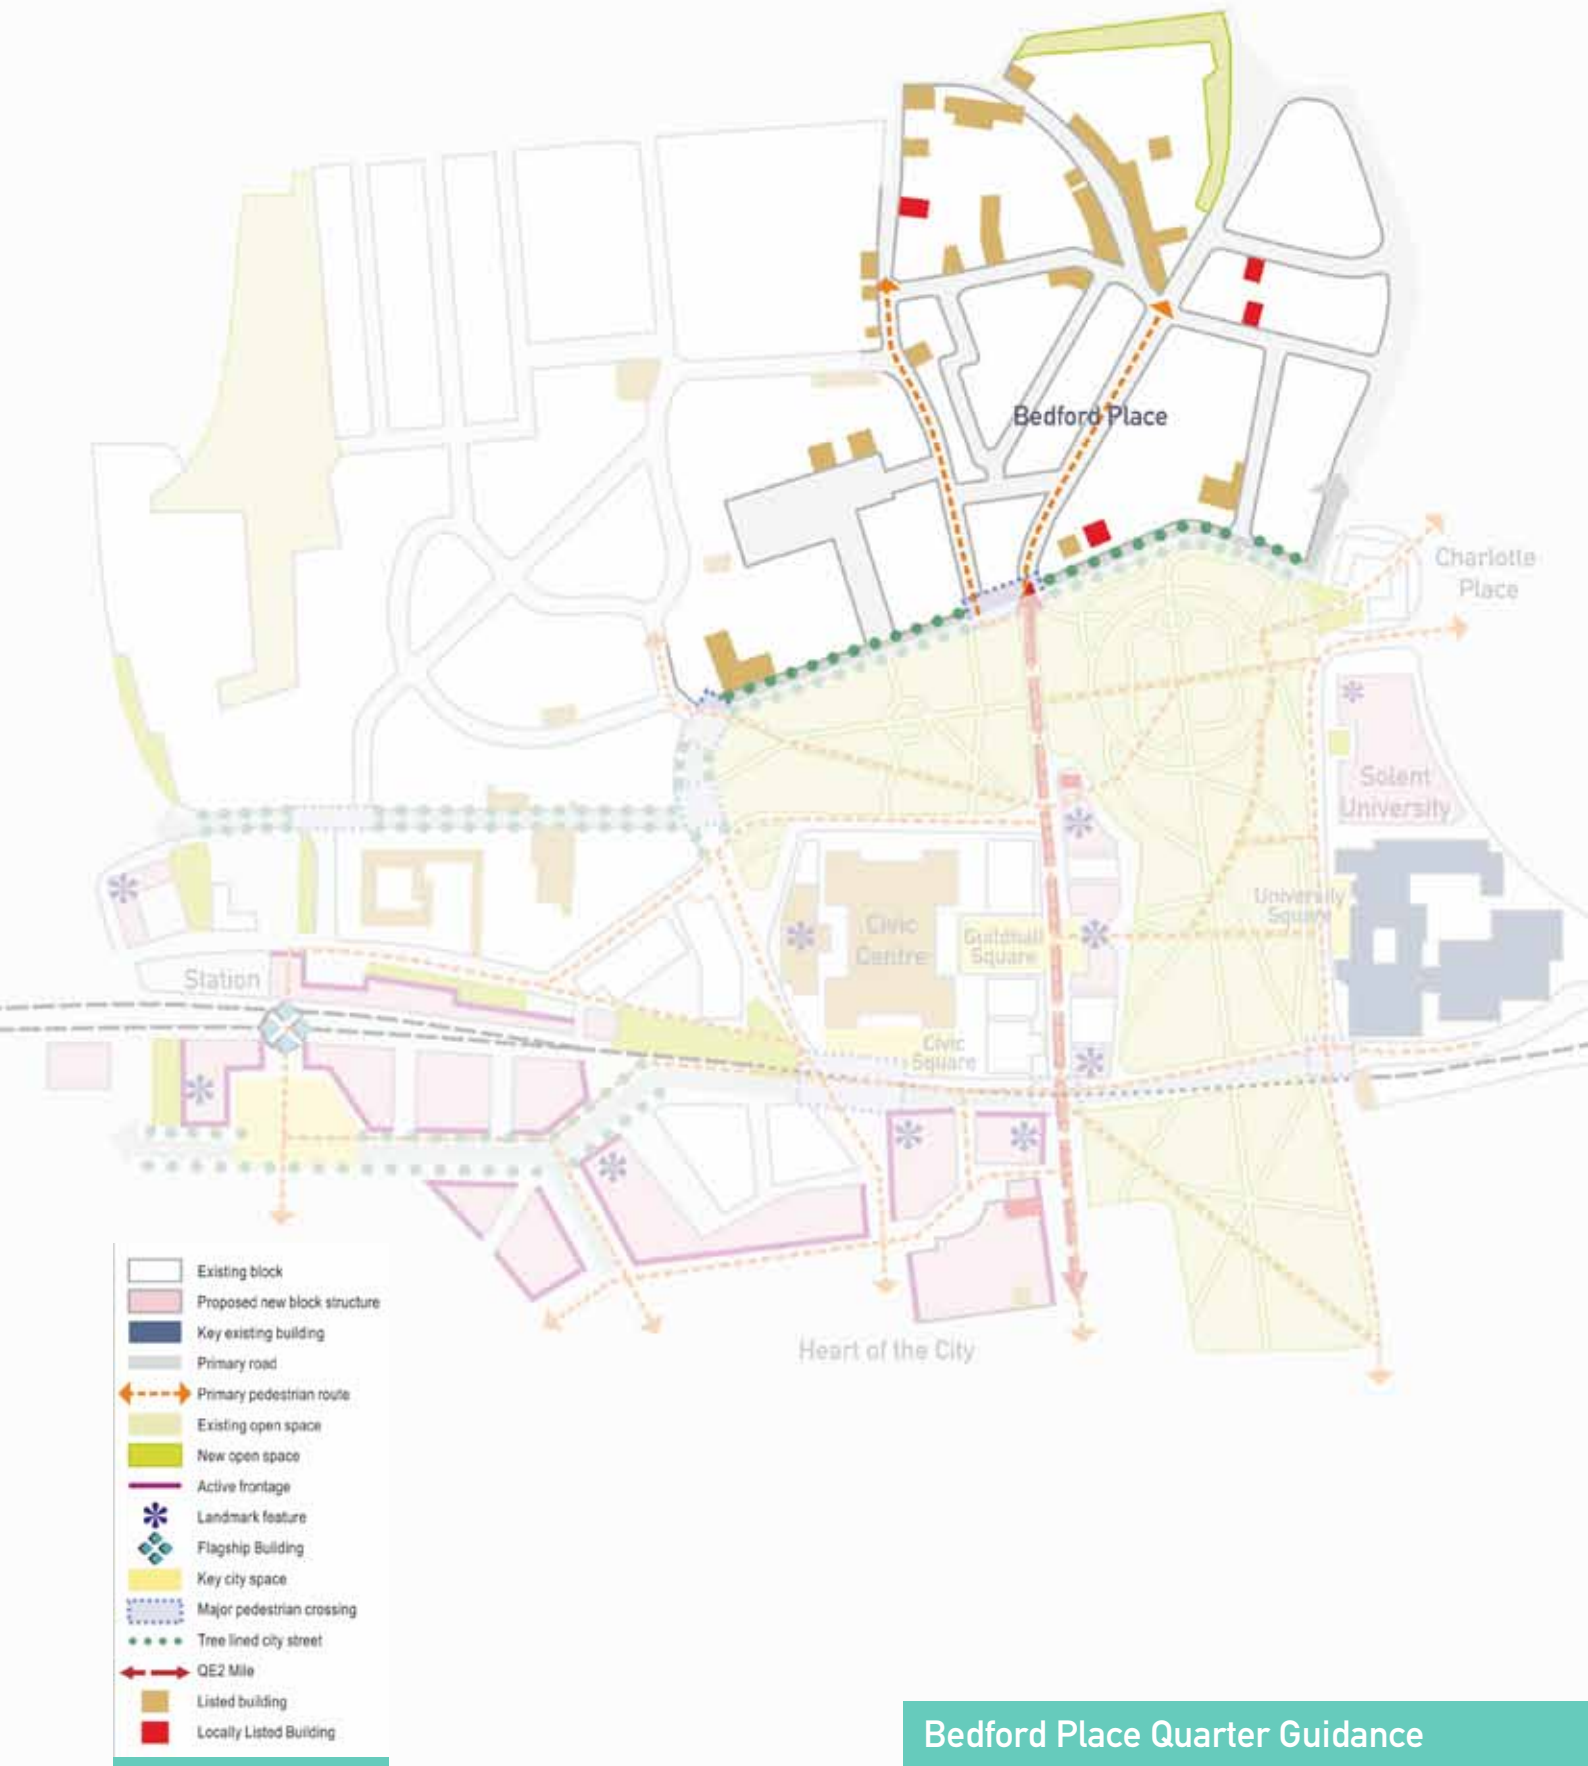 Bedford Place
Charlotte
Place
Solent
University
University
Square
Civic
Centre
Guildhall
Square
Station
Civic
Square
Heart of the City
Existing block
Proposed new block structure
Key existing building
Primary road
Primary pedestrian route
Existing open space
New open space
Active frontage
Landmark feature
Flagship Building
Key city space
Major pedestrian crossing
Tree lined city street
QE2 Mile
Listed building
Locally Listed Building
Bedford Place Quarter Guidance